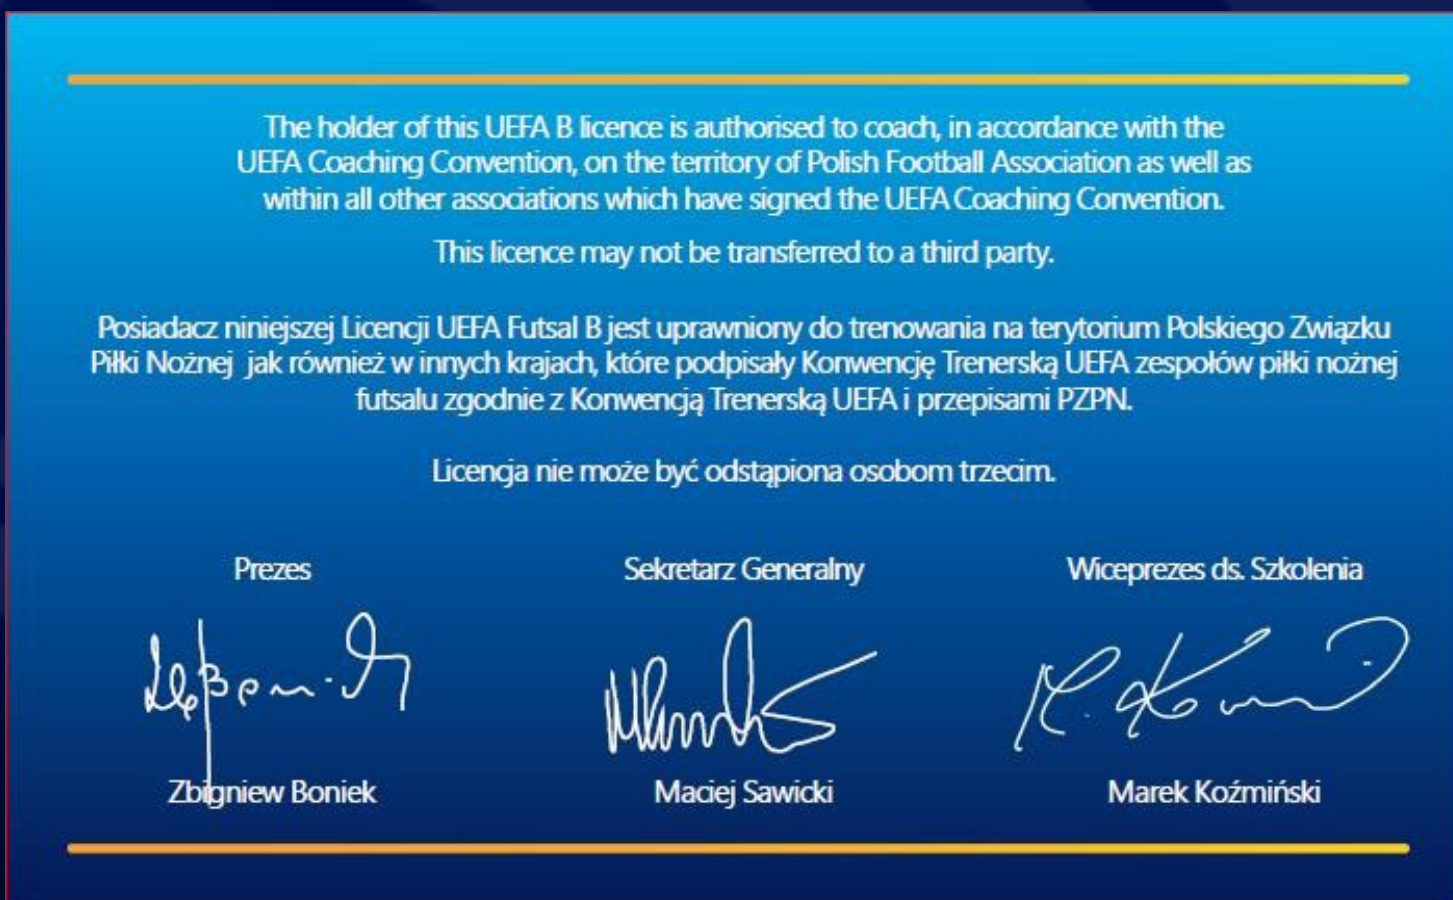 The holder of this UEFA B licence is authorised to coach, in accordance with the
UEFA Coaching Convention, on the territory of Polish Football Association as well as
within all other associations which have signed the UEFA Coaching Convention.
This licence may not be transferred to a third party.
Posiadacz niniejszej Licencji UEFA Futsal B jest uprawniony do trenowania na terytorium Polskiego Związku
Piłki Nożnej jak również w innych krajach, które podpisały Konwencję Trenerską UEFA zespołów piłki nożnej
futsalu zgodnie z Konwencją Trenerską UEFA i przepisami PZPN.
Licencja nie może być odstąpiona osobom trzecim.
Prezes
Sekretarz Generalny
Wiceprezes ds. Szkolenia
Zbigniew Boniek
Maciej Sawicki
Marek Koźmiński